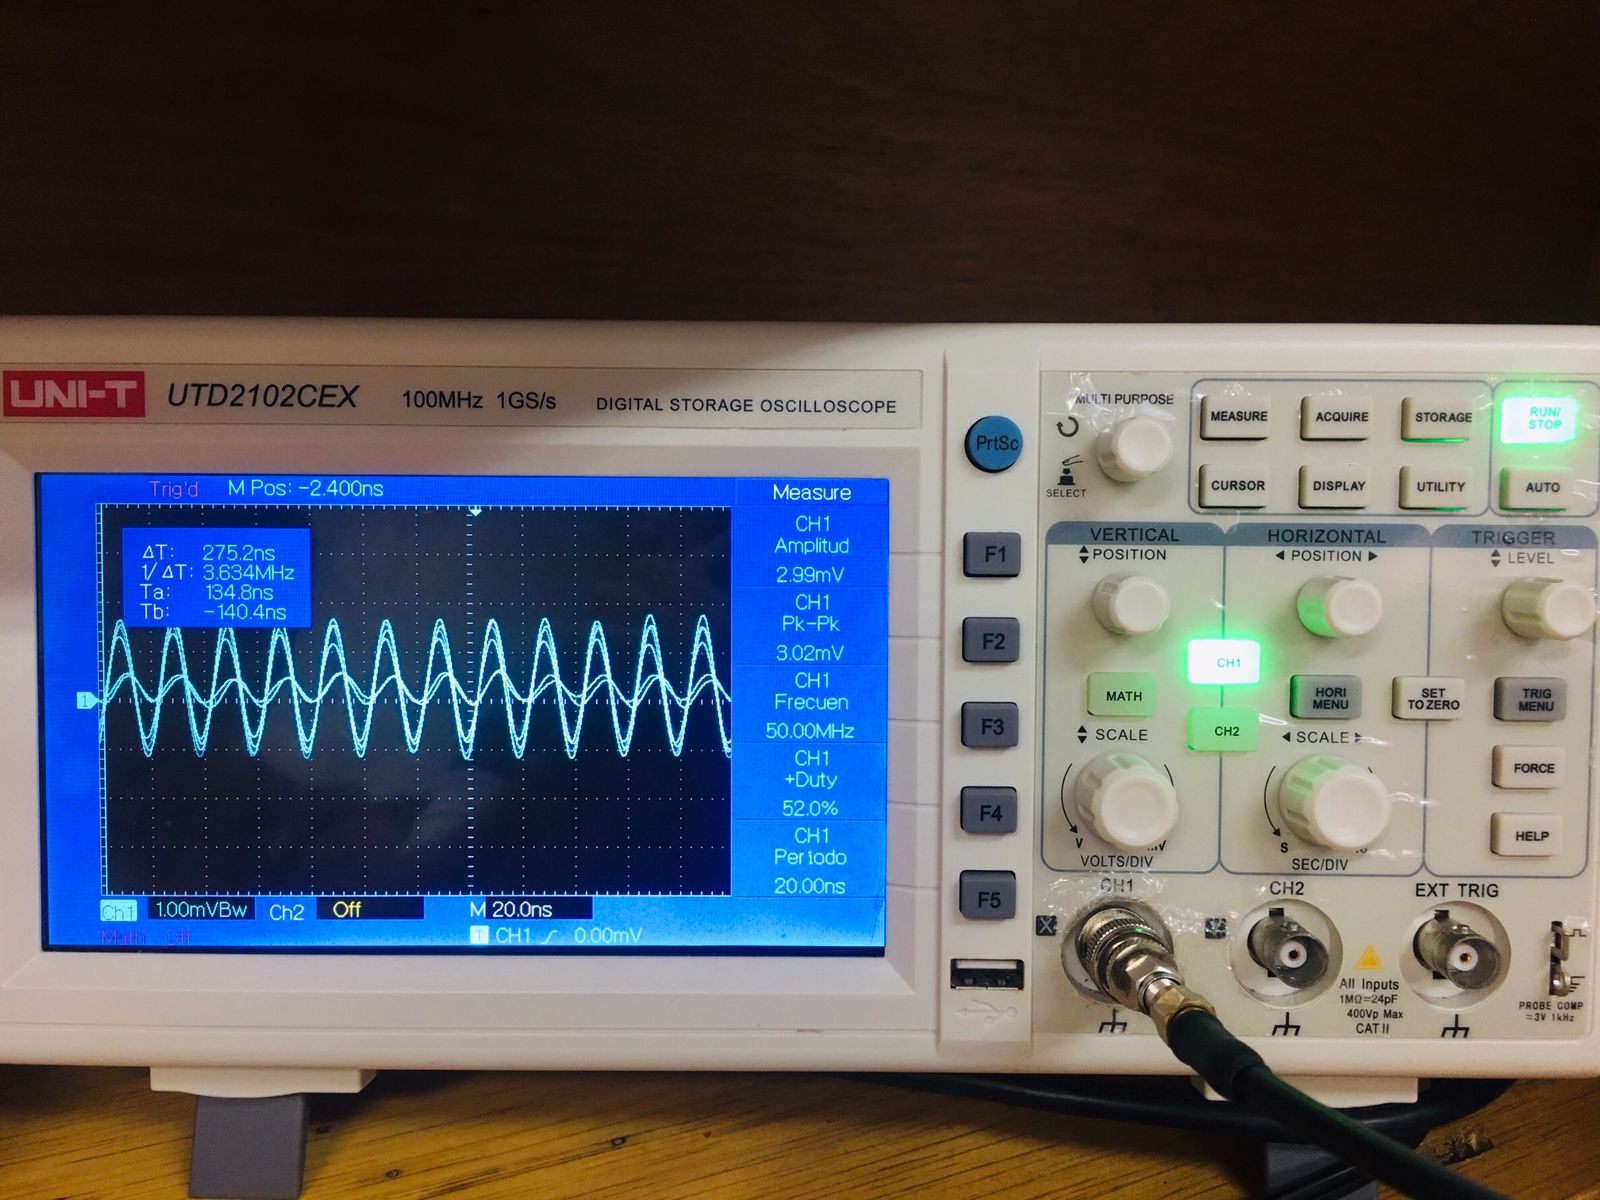 UNI-T UTD2102CEX 100MHz 1GS/s DIGITAL STORAGE OSCILLOSCOPE
Trig'd M Pos: -2.400ns
ΔT: 275.2ns
1/ΔT: 3.634MHz
Ta: 134.8ns
Tb: -140.4ns
1
Measure
CH1
Amplitud
2.99mV
CH1
Pk-Pk
3.02mV
CH1
Frecuen
50.00MHz
CH1
+Duty
52.0%
CH1
Periodo
20.00ns
Ch1 1.00mVBw Ch2 Off M 20.0ns
Math Off T CH1 0.00mV
PrtSc
F1
F2
F3
F4
F5
MULTI PURPOSE
SELECT
MEASURE ACQUIRE STORAGE RUN/
STOP
CURSOR DISPLAY UTILITY AUTO
VERTICAL HORIZONTAL TRIGGER
POSITION POSITION LEVEL
CH1
MATH HORI
MENU SET
TO ZERO TRIG
MENU
CH2
SCALE SCALE
FORCE
HELP
V mV S
VOLTS/DIV SEC/DIV
CH1 CH2 EXT TRIG
X
All Inputs
1MΩ≈24pF
400Vp Max
CAT II
PROBE COMP
≈3V 1kHz